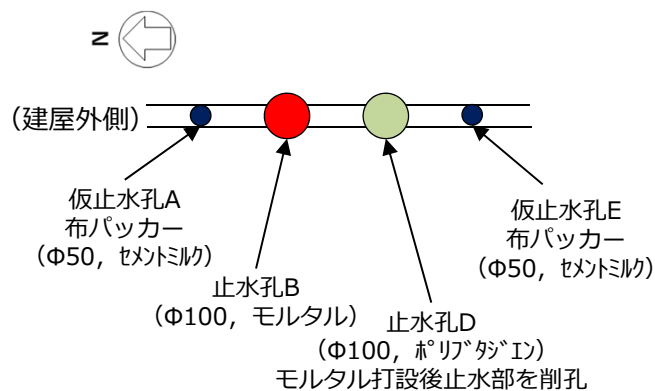 N
(建屋外側)
仮止水孔A
布パッカー
(Φ50, ｾﾒﾝﾄﾐﾙｸ)
止水孔B
(Φ100, モルタル)
止水孔D
(Φ100, ﾎﾟﾘﾌﾞﾀｼﾞｴﾝ)
モルタル打設後止水部を削孔
仮止水孔E
布パッカー
(Φ50, ｾﾒﾝﾄﾐﾙｸ)